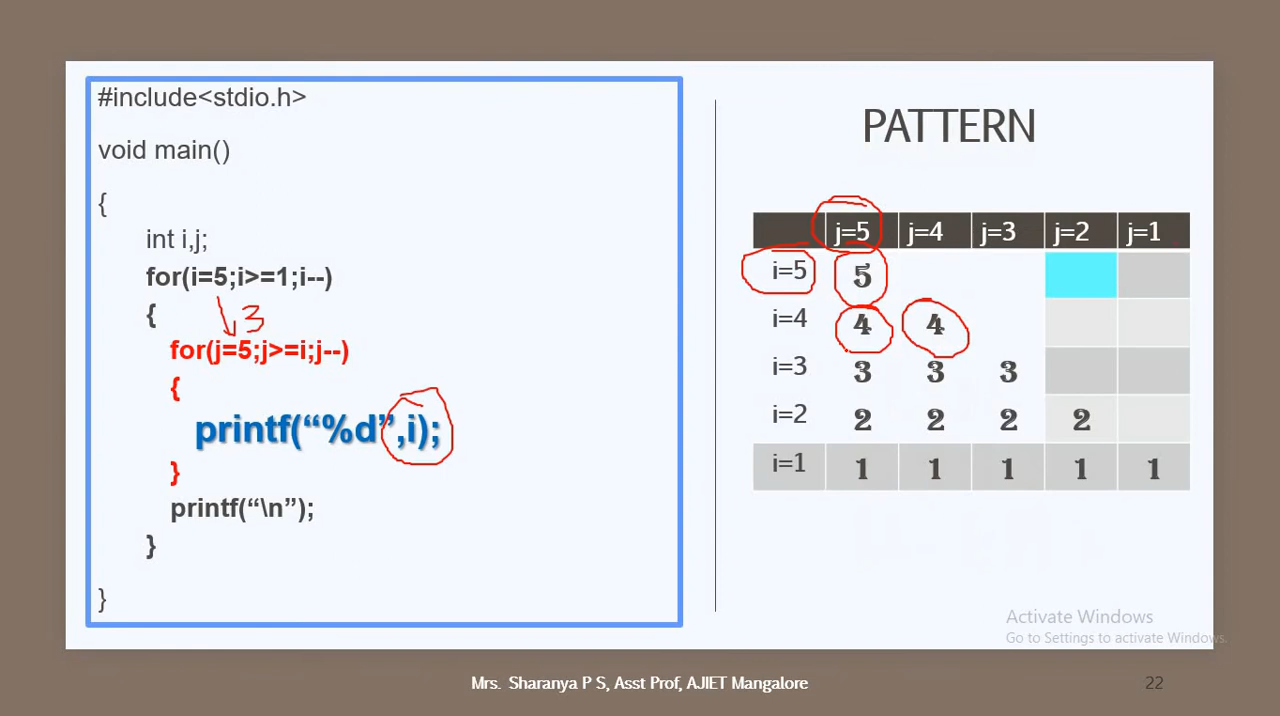 #include<stdio.h>
void main()
{
int i,j;
for(i=5;i>=1;i--)
{
3
for(j=5;j>=i;j--)
{
printf(“%d”,i);
}
printf(“\n”);
}
}
PATTERN
j=5 j=4 j=3 j=2 j=1
i=5 5
i=4 4 4
i=3 3 3 3
i=2 2 2 2 2
i=1 1 1 1 1 1
Activate Windows
Go to Settings to activate Windows.
Mrs. Sharanya P S, Asst Prof, AJIET Mangalore
22